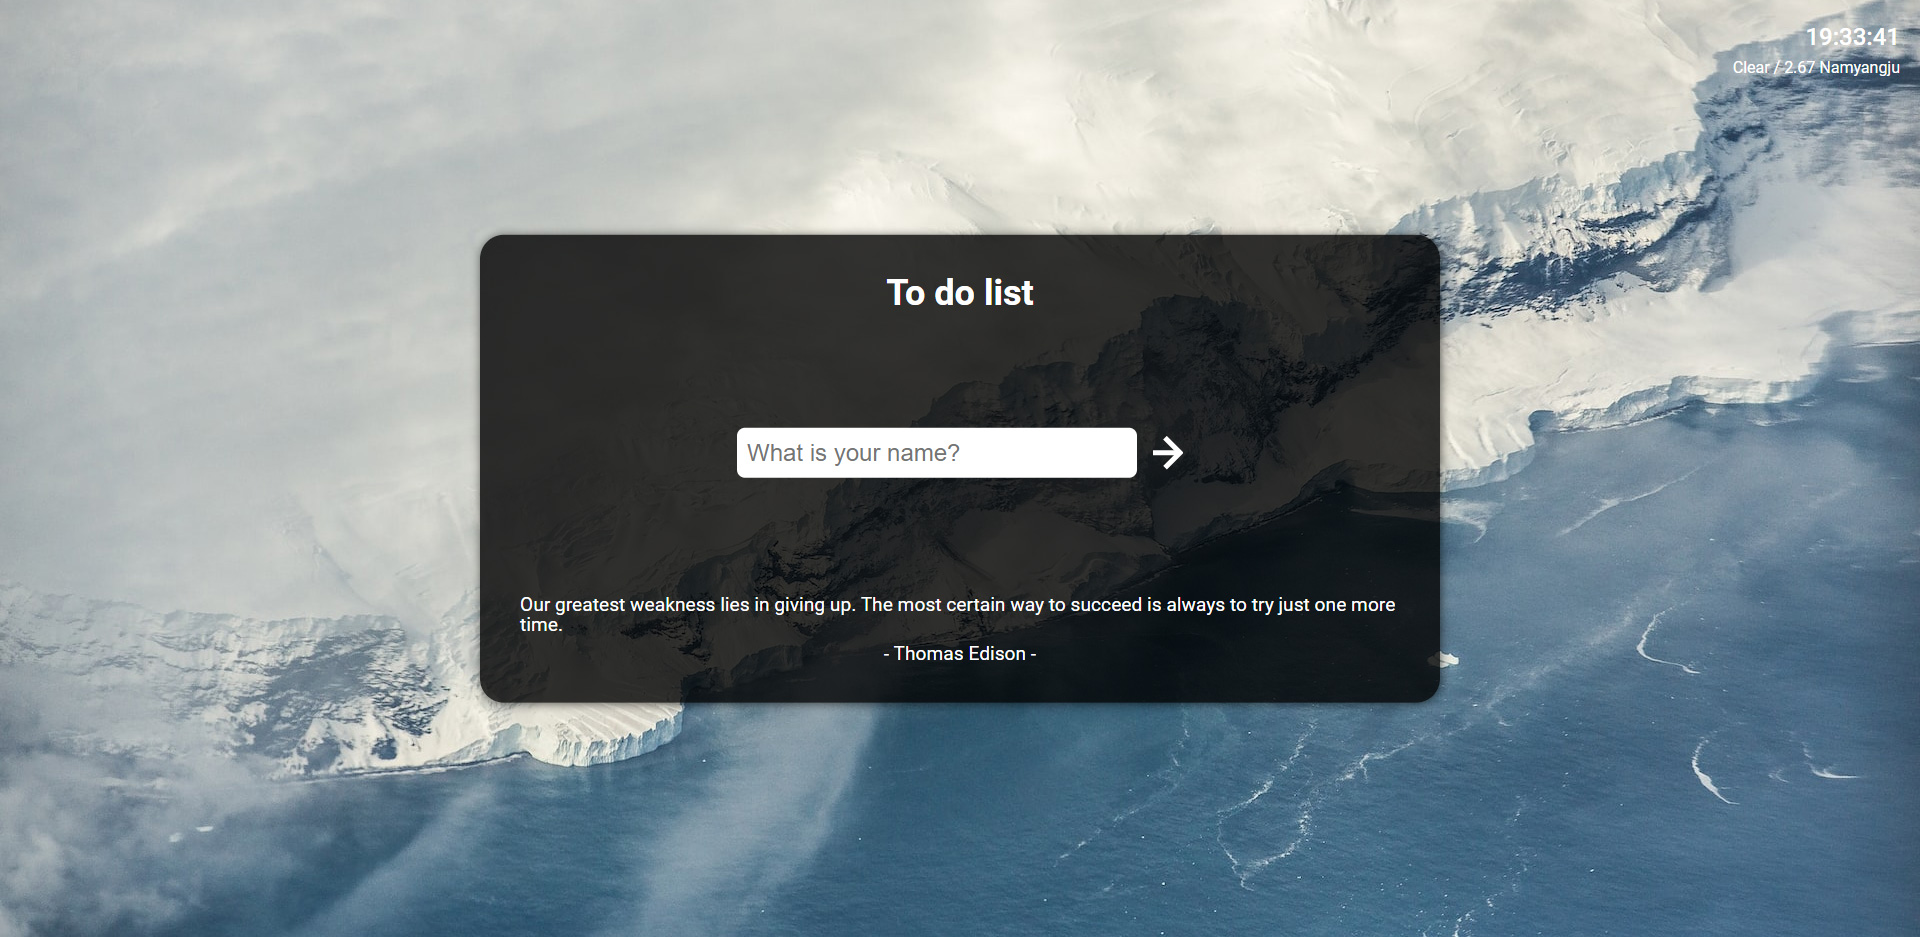 19:33:41
Clear / 2.67 Namyangju
To do list
What is your name?
Our greatest weakness lies in giving up. The most certain way to succeed is always to try just one more
time.
- Thomas Edison -